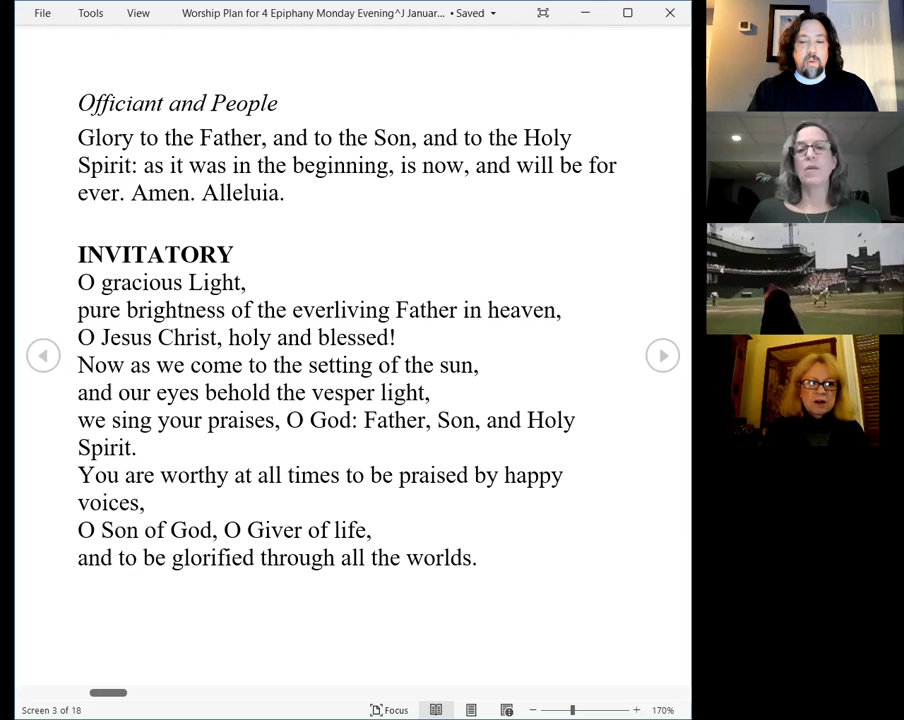 File Tools View Worship Plan for 4 Epiphany Monday Evening^J Januar... • Saved
Officiant and People
Glory to the Father, and to the Son, and to the Holy
Spirit: as it was in the beginning, is now, and will be for
ever. Amen. Alleluia.
INVITATORY
O gracious Light,
pure brightness of the everliving Father in heaven,
O Jesus Christ, holy and blessed!
Now as we come to the setting of the sun,
and our eyes behold the vesper light,
we sing your praises, O God: Father, Son, and Holy
Spirit.
You are worthy at all times to be praised by happy
voices,
O Son of God, O Giver of life,
and to be glorified through all the worlds.
Screen 3 of 18 Focus 170%